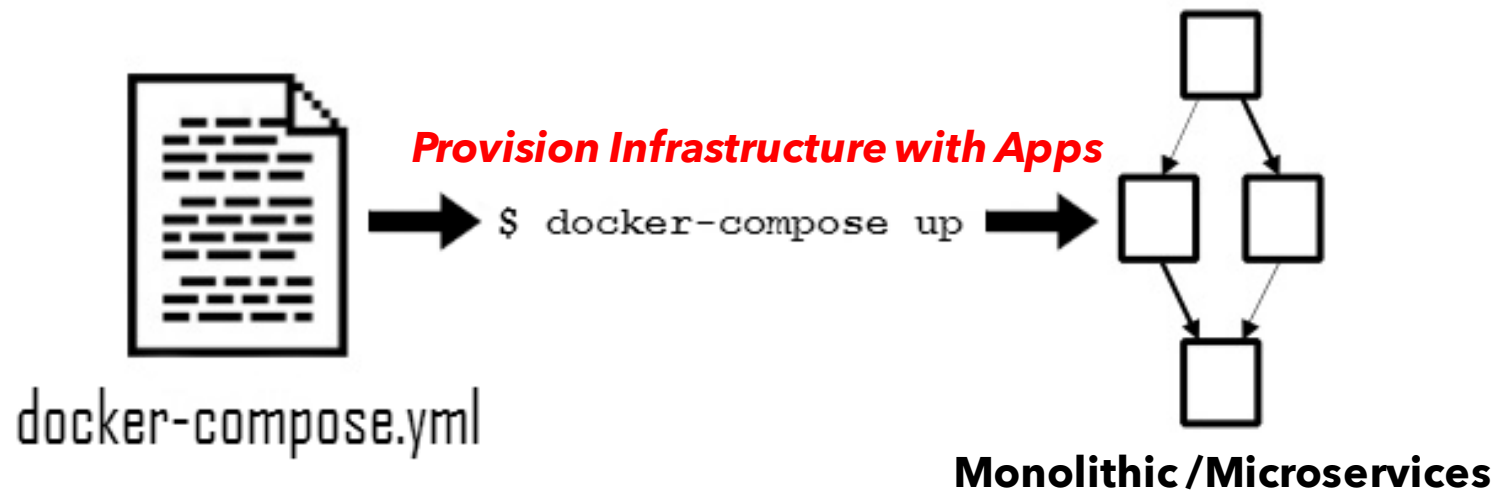 Provision Infrastructure with Apps
$ docker-compose up
docker-compose.yml
Monolithic /Microservices